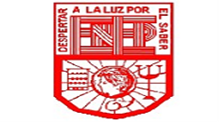 DESPERTAR
A LA LUZ POR
EL SABER
ENP